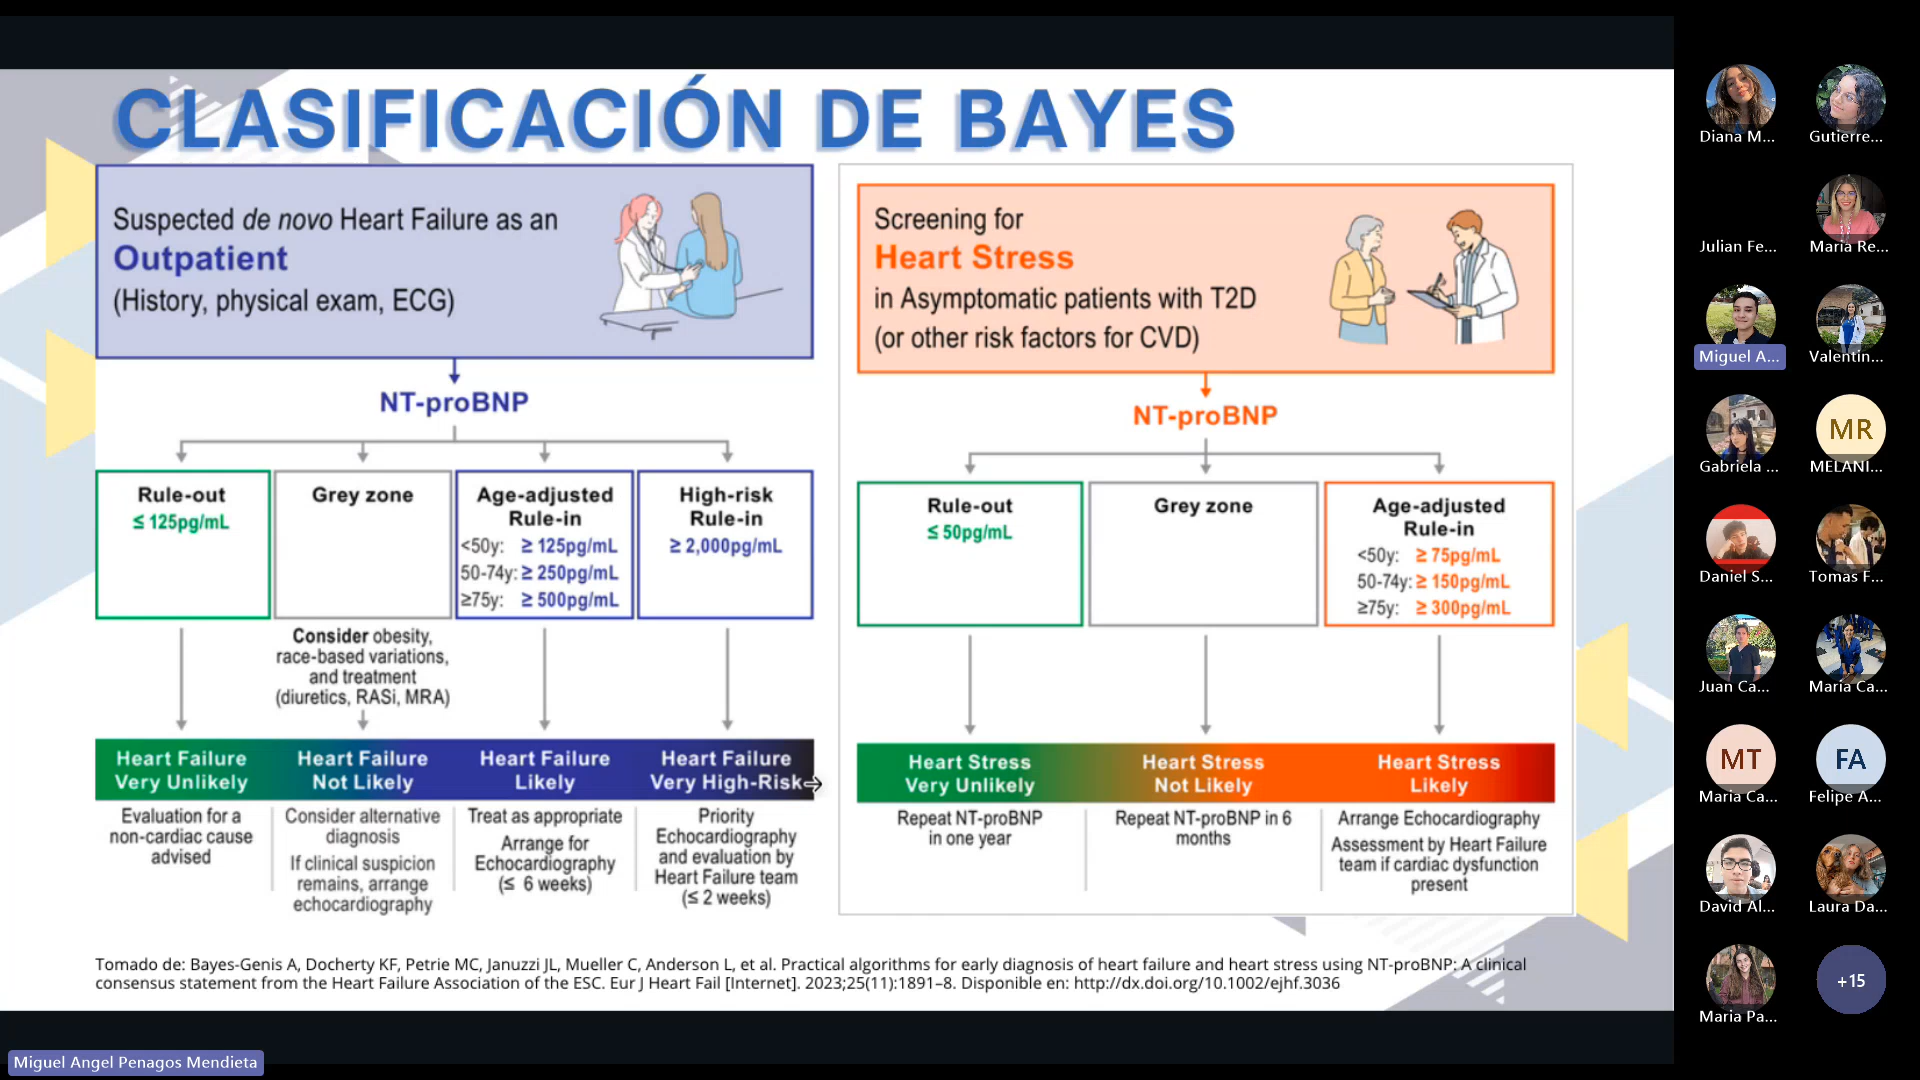 CLASIFICACIÓN DE BAYES
Suspected de novo Heart Failure as an
Outpatient
(History, physical exam, ECG)
NT-proBNP
Rule-out
≤ 125pg/mL
Grey zone
Age-adjusted
Rule-in
<50y: ≥ 125pg/mL
50-74y: ≥ 250pg/mL
≥75y: ≥ 500pg/mL
High-risk
Rule-in
≥ 2,000pg/mL
Consider obesity,
race-based variations,
and treatment
(diuretics, RASi, MRA)
Heart Failure
Very Unlikely
Heart Failure
Not Likely
Heart Failure
Likely
Heart Failure
Very High-Risk
Evaluation for a
non-cardiac cause
advised
Consider alternative
diagnosis
If clinical suspicion
remains, arrange
echocardiography
Treat as appropriate
Arrange for
Echocardiography
(≤ 6 weeks)
Priority
Echocardiography
and evaluation by
Heart Failure team
(≤ 2 weeks)
Screening for
Heart Stress
in Asymptomatic patients with T2D
(or other risk factors for CVD)
NT-proBNP
Rule-out
≤ 50pg/mL
Grey zone
Age-adjusted
Rule-in
<50y: ≥ 75pg/mL
50-74y: ≥ 150pg/mL
≥75y: ≥ 300pg/mL
Heart Stress
Very Unlikely
Heart Stress
Not Likely
Heart Stress
Likely
Repeat NT-proBNP
in one year
Repeat NT-proBNP in 6
months
Arrange Echocardiography
Assessment by Heart Failure
team if cardiac dysfunction
present
Tomado de: Bayes-Genis A, Docherty KF, Petrie MC, Januzzi JL, Mueller C, Anderson L, et al. Practical algorithms for early diagnosis of heart failure and heart stress using NT-proBNP: A clinical
consensus statement from the Heart Failure Association of the ESC. Eur J Heart Fail [Internet]. 2023;25(11):1891–8. Disponible en: http://dx.doi.org/10.1002/ejhf.3036
Miguel Angel Penagos Mendieta
Diana M...
Gutierre...
Julian Fe...
Maria Re...
Miguel A...
Valentin...
Gabriela ...
MR
MELANI...
Daniel S...
Tomas F...
Juan Ca...
Maria Ca...
MT
Maria Ca...
FA
Felipe A...
David Al...
Laura Da...
Maria Pa...
+15